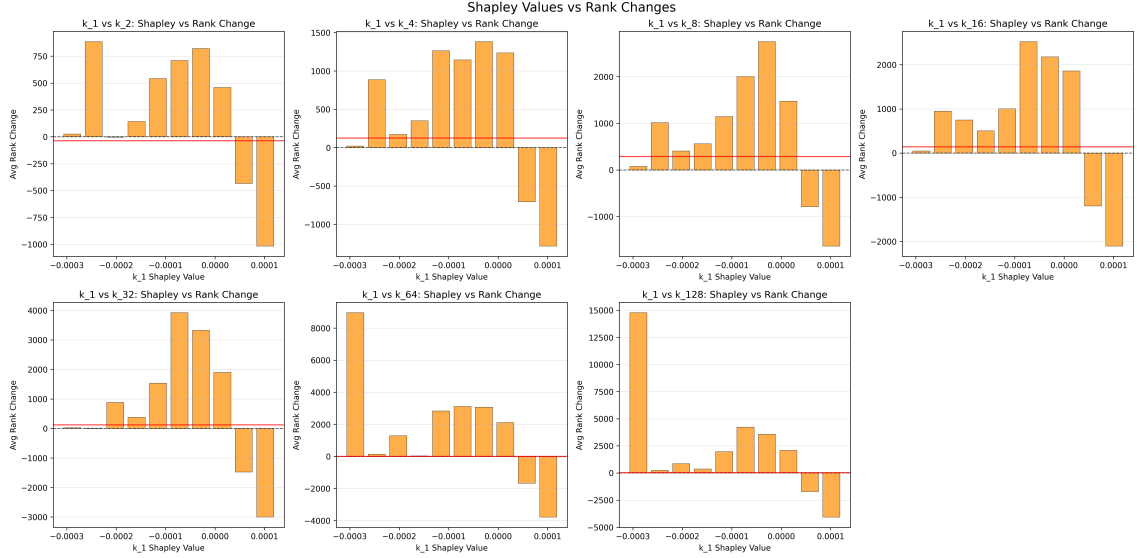 Shapley Values vs Rank Changes
k_1 vs k_2: Shapley vs Rank Change
750
500
250
0
−250
−500
−750
−1000
Avg Rank Change
−0.0003 −0.0002 −0.0001 0.0000 0.0001
k_1 Shapley Value
k_1 vs k_4: Shapley vs Rank Change
1500
1000
500
0
−500
−1000
Avg Rank Change
−0.0003 −0.0002 −0.0001 0.0000 0.0001
k_1 Shapley Value
k_1 vs k_8: Shapley vs Rank Change
2000
1000
0
−1000
Avg Rank Change
−0.0003 −0.0002 −0.0001 0.0000 0.0001
k_1 Shapley Value
k_1 vs k_16: Shapley vs Rank Change
2000
1000
0
−1000
−2000
Avg Rank Change
−0.0003 −0.0002 −0.0001 0.0000 0.0001
k_1 Shapley Value
k_1 vs k_32: Shapley vs Rank Change
4000
3000
2000
1000
0
−1000
−2000
−3000
Avg Rank Change
−0.0003 −0.0002 −0.0001 0.0000 0.0001
k_1 Shapley Value
k_1 vs k_64: Shapley vs Rank Change
8000
6000
4000
2000
0
−2000
−4000
Avg Rank Change
−0.0003 −0.0002 −0.0001 0.0000 0.0001
k_1 Shapley Value
k_1 vs k_128: Shapley vs Rank Change
15000
12500
10000
7500
5000
2500
0
−2500
−5000
Avg Rank Change
−0.0003 −0.0002 −0.0001 0.0000 0.0001
k_1 Shapley Value